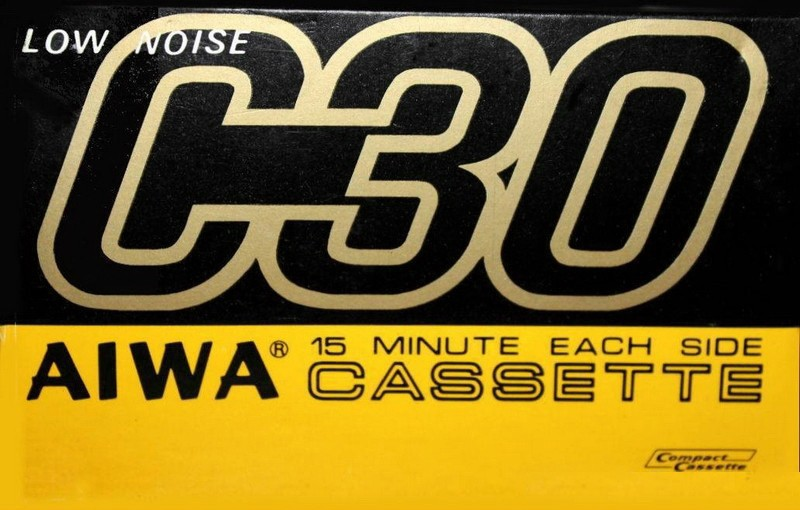 LOW NOISE
C30
AIWA®
15 MINUTE EACH SIDE
CASSETTE
Compact
Cassette